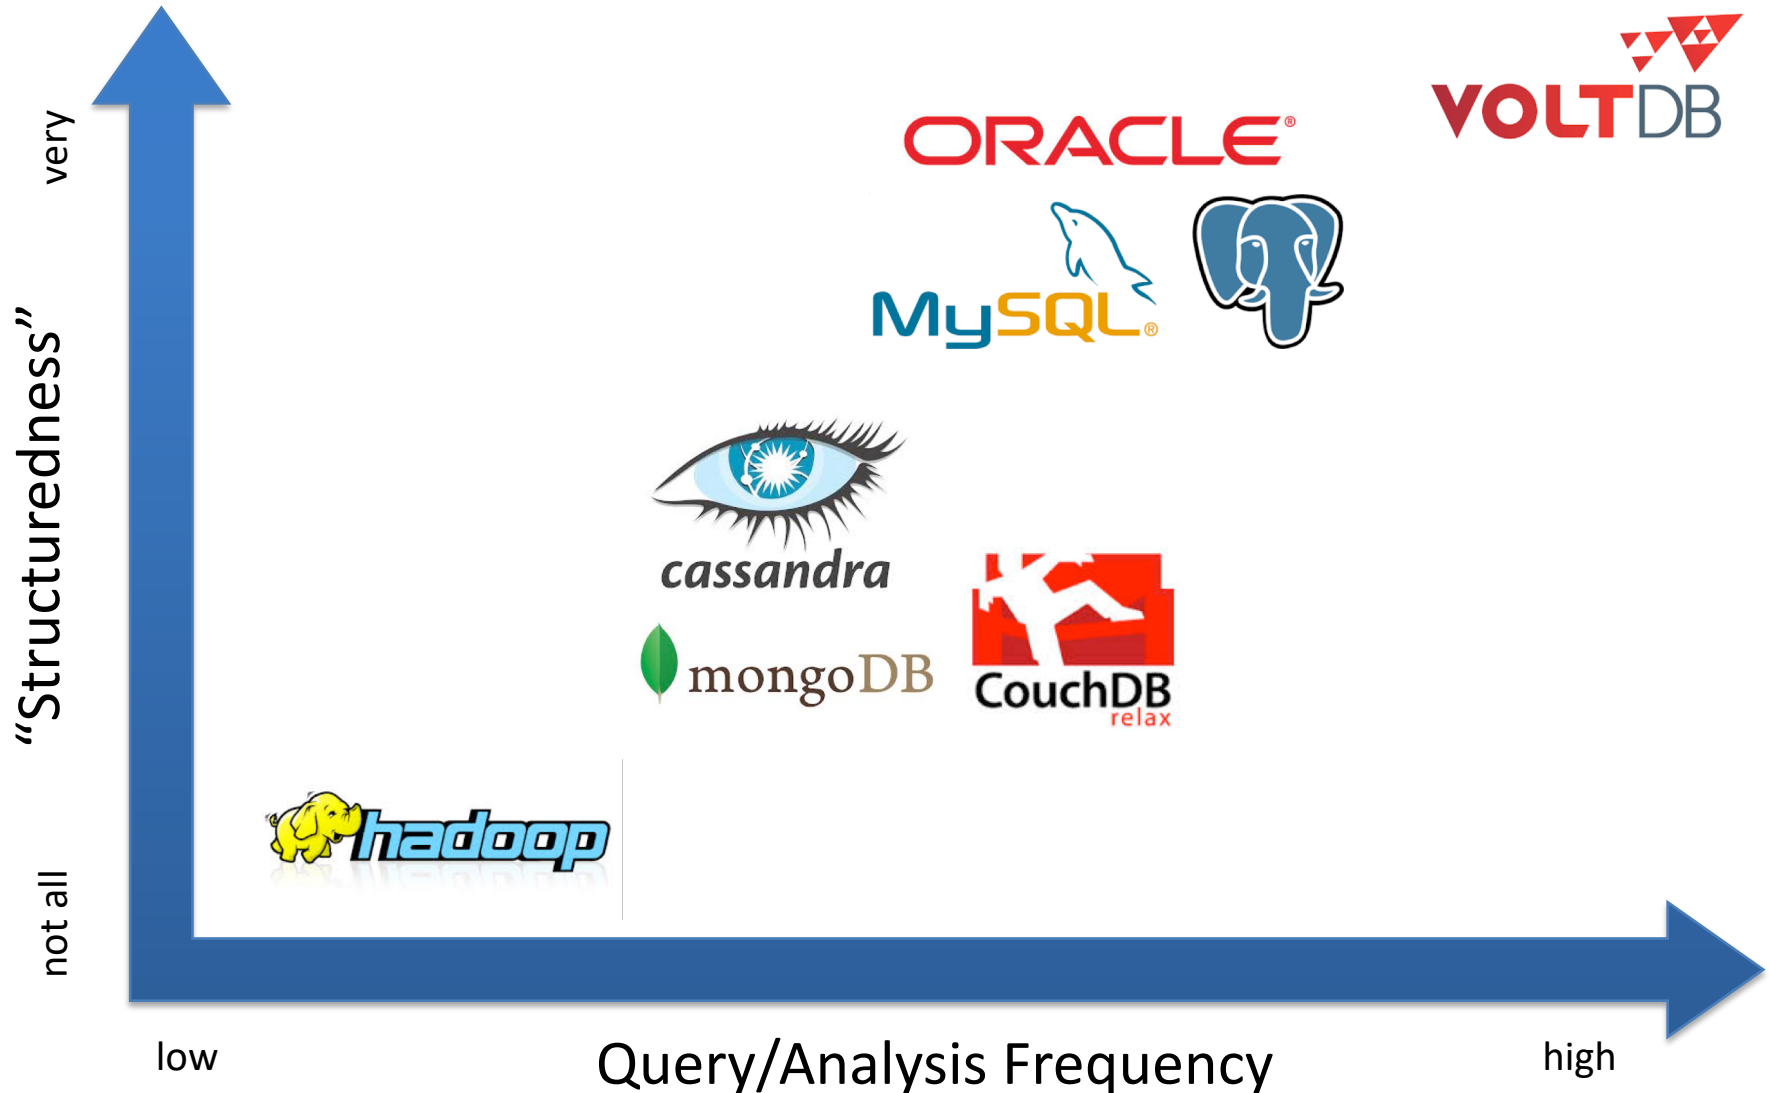 very
VOLTDB
ORACLE®
MySQL®
“Structuredness”
cassandra
mongoDB
CouchDB
relax
hadoop
not all
low
Query/Analysis Frequency
high